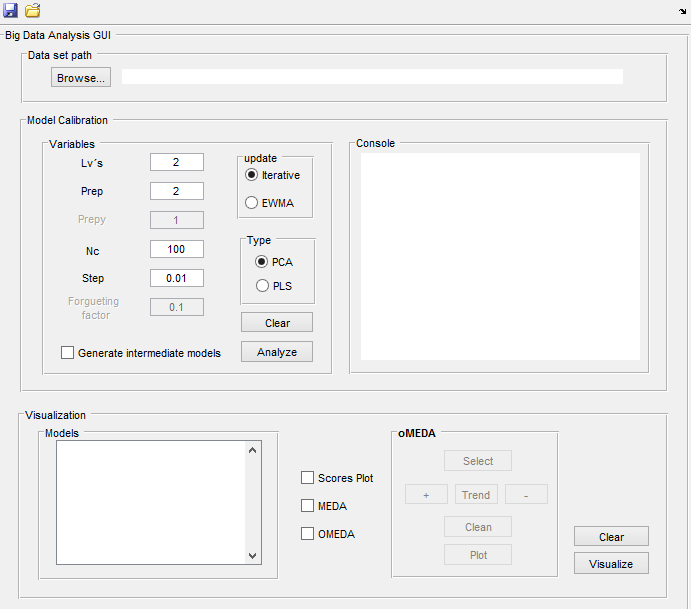 Big Data Analysis GUI
Data set path
Browse...
Model Calibration
Variables
Lv´s
2
Prep
2
Prepy
1
Nc
100
Step
0.01
Forgueting
factor
0.1
Generate intermediate models
update
Iterative
EWMA
Type
PCA
PLS
Clear
Analyze
Console
Visualization
Models
Scores Plot
MEDA
OMEDA
oMEDA
Select
+
Trend
-
Clean
Plot
Clear
Visualize